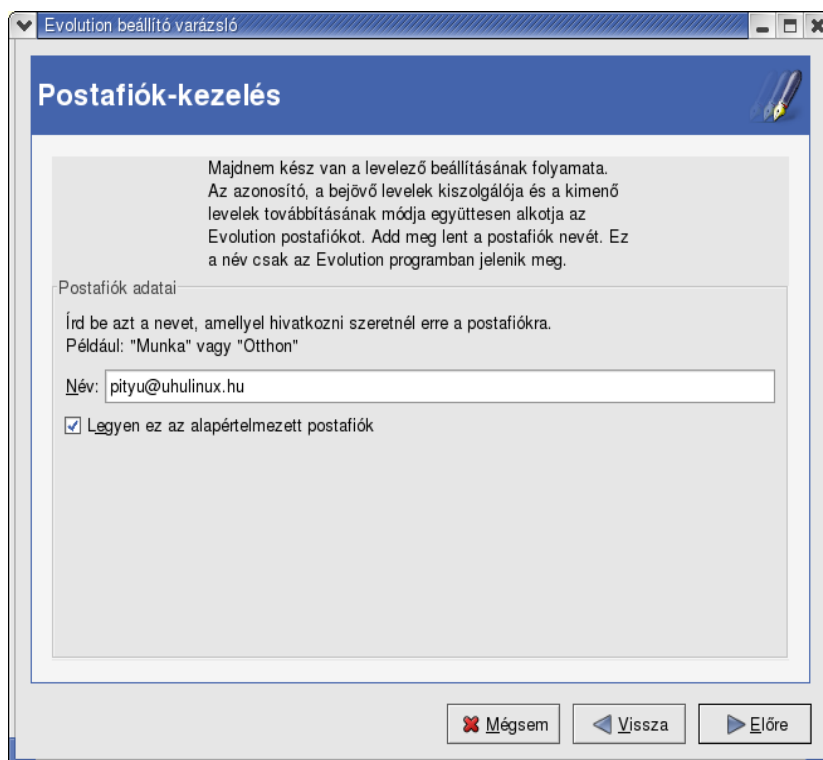 Evolution beállító varázsló
Postafiók-kezelés
Majdnem kész van a levelező beállításának folyamata.
Az azonosító, a bejövő levelek kiszolgálója és a kimenő
levelek továbbításának módja együttesen alkotja az
Evolution postafiókot. Add meg lent a postafiók nevét. Ez
a név csak az Evolution programban jelenik meg.
Postafiók adatai
Írd be azt a nevet, amellyel hivatkozni szeretnél erre a postafiókra.
Például: "Munka" vagy "Otthon"
Név: pityu@uhulinux.hu
Legyen ez az alapértelmezett postafiók
Mégsem Vissza Előre